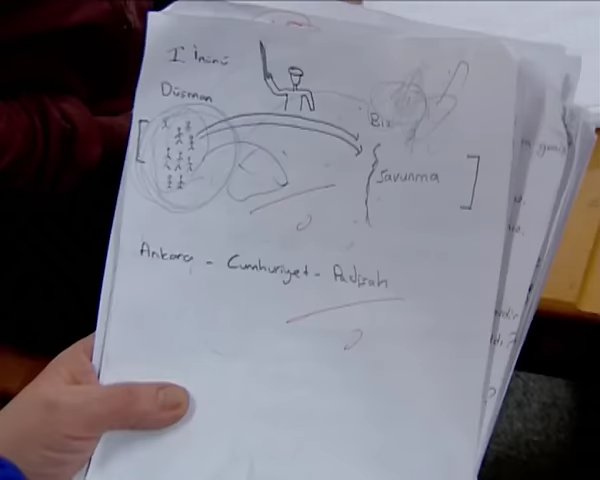 I İnönü
Düşman
Biz
Savunma
Ankara - Cumhuriyet - Padişah